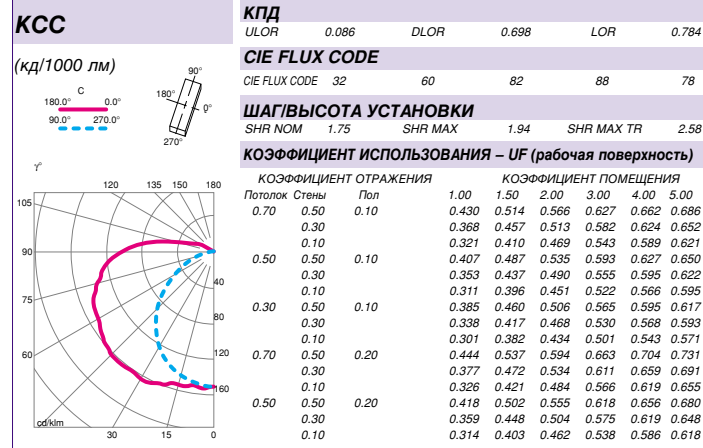 КСС
(кд/1000 лм)
C
180.0° 0.0°
90.0° 270.0°
90°
180°
0°
270°
γ°
120 135 150 180
105
90
75
60
40
80
120
160
cd/klm
30 15 0
КПД
ULOR 0.086 DLOR 0.698 LOR 0.784
CIE FLUX CODE
CIE FLUX CODE 32 60 82 88 78
ШАГ/ВЫСОТА УСТАНОВКИ
SHR NOM 1.75 SHR MAX 1.94 SHR MAX TR 2.58
КОЭФФИЦИЕНТ ИСПОЛЬЗОВАНИЯ – UF (рабочая поверхность)
КОЭФФИЦИЕНТ ОТРАЖЕНИЯ КОЭФФИЦИЕНТ ПОМЕЩЕНИЯ
Потолок Стены Пол 1.00 1.50 2.00 3.00 4.00 5.00
0.70 0.50 0.10 0.430 0.514 0.566 0.627 0.662 0.686
0.30 0.368 0.457 0.513 0.582 0.624 0.652
0.10 0.321 0.410 0.469 0.543 0.589 0.621
0.50 0.50 0.10 0.407 0.487 0.535 0.593 0.627 0.650
0.30 0.353 0.437 0.490 0.555 0.595 0.622
0.10 0.311 0.396 0.451 0.522 0.566 0.595
0.30 0.50 0.10 0.385 0.460 0.506 0.565 0.595 0.617
0.30 0.338 0.417 0.468 0.530 0.568 0.593
0.10 0.301 0.382 0.434 0.501 0.543 0.571
0.70 0.50 0.20 0.444 0.537 0.594 0.663 0.704 0.731
0.30 0.377 0.472 0.534 0.611 0.659 0.691
0.10 0.326 0.421 0.484 0.566 0.619 0.655
0.50 0.50 0.20 0.418 0.502 0.555 0.618 0.656 0.680
0.30 0.359 0.448 0.504 0.575 0.619 0.648
0.10 0.314 0.403 0.462 0.538 0.586 0.618